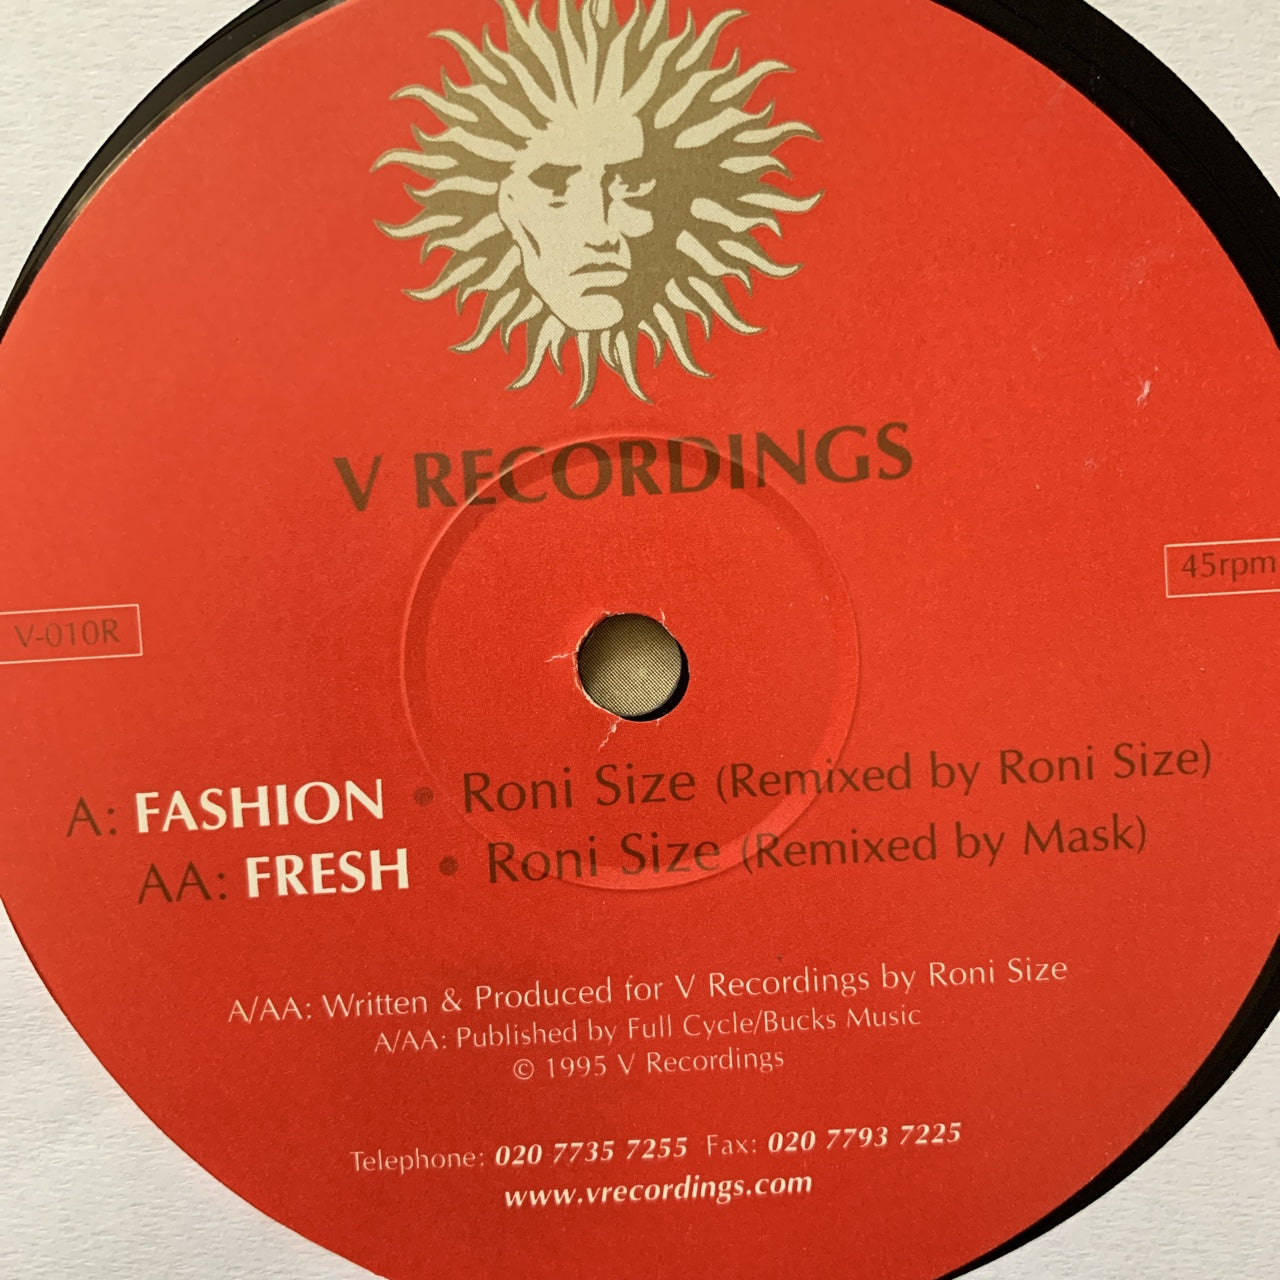 V RECORDINGS
45rpm
V-010R
A: FASHION • Roni Size (Remixed by Roni Size)
AA: FRESH • Roni Size (Remixed by Mask)
A/AA: Written & Produced for V Recordings by Roni Size
A/AA: Published by Full Cycle/Bucks Music
© 1995 V Recordings
Telephone: 020 7735 7255 Fax: 020 7793 7225
www.vrecordings.com